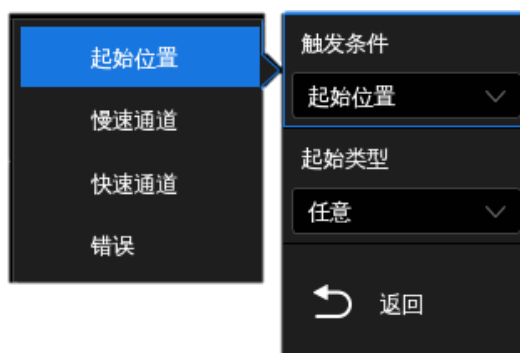 起始位置
慢速通道
快速通道
错误
触发条件
起始位置
起始类型
任意
返回